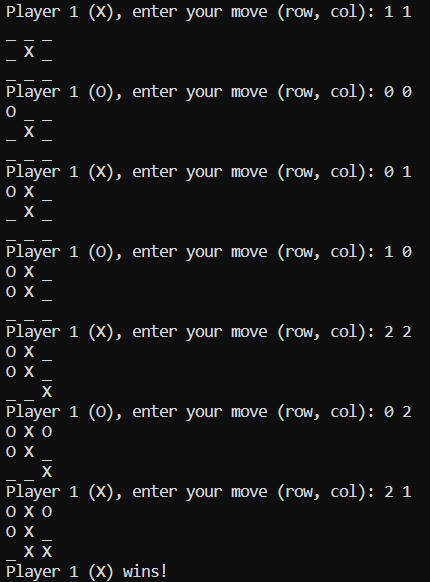 Player 1 (X), enter your move (row, col): 1 1
_ _ _
_ X _
_ _ _
Player 1 (O), enter your move (row, col): 0 0
O _ _
_ X _
_ _ _
Player 1 (X), enter your move (row, col): 0 1
O X _
_ X _
_ _ _
Player 1 (O), enter your move (row, col): 1 0
O X _
O X _
_ _ _
Player 1 (X), enter your move (row, col): 2 2
O X _
O X _
_ _ X
Player 1 (O), enter your move (row, col): 0 2
O X O
O X _
_ _ X
Player 1 (X), enter your move (row, col): 2 1
O X O
O X _
_ X X
Player 1 (X) wins!